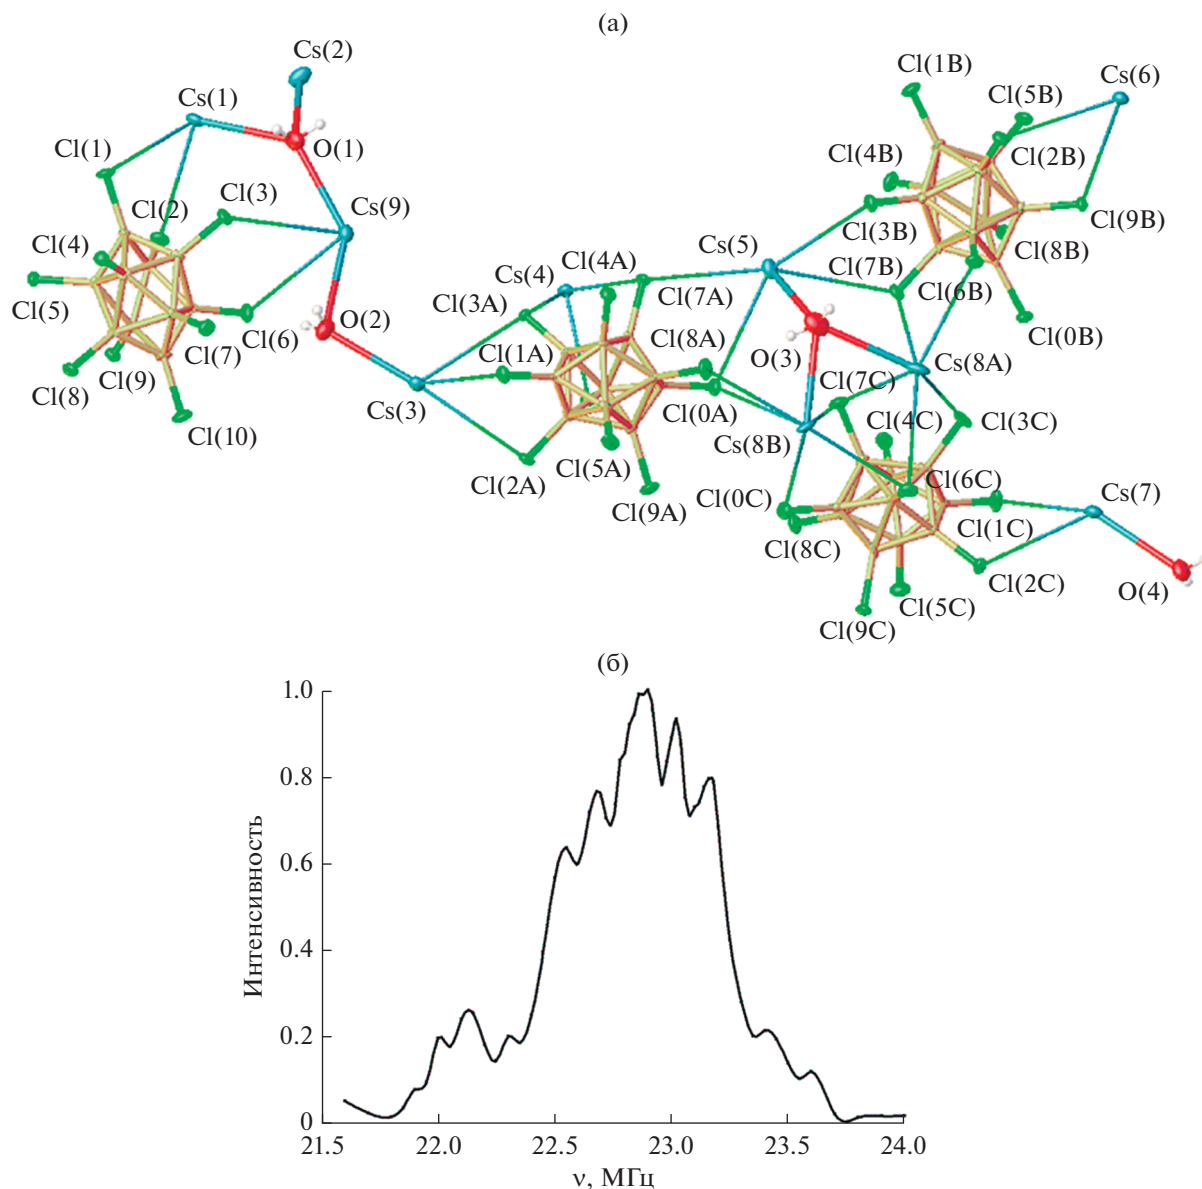 (а)
Cs(2)
Cl(1B)
Cs(6)
Cs(1)
Cl(5B)
O(1)
Cl(1)
Cl(4B)
Cl(2B)
Cl(3)
Cl(2)
Cs(9)
Cl(9B)
Cl(3B)
Cl(4)
Cs(5)
Cl(8B)
Cs(4)
Cl(4A)
Cl(7B)
Cl(7A)
Cl(6B)
Cl(5)
Cl(3A)
O(2)
Cl(6)
Cl(0B)
Cl(7)
Cl(1A)
Cl(8A)
O(3)
Cs(8A)
Cl(8)
Cl(9)
Cl(7C)
Cs(3)
Cl(0A)
Cl(4C)
Cl(3C)
Cl(10)
Cs(8B)
Cl(2A)
Cl(5A)
Cl(6C)
Cl(0C)
Cs(7)
Cl(9A)
Cl(1C)
Cl(8C)
Cl(2C)
O(4)
Cl(5C)
Cl(9C)
(б)
1.0
0.8
0.6
0.4
0.2
0
Интенсивность
21.5 22.0 22.5 23.0 23.5 24.0
ν, МГц